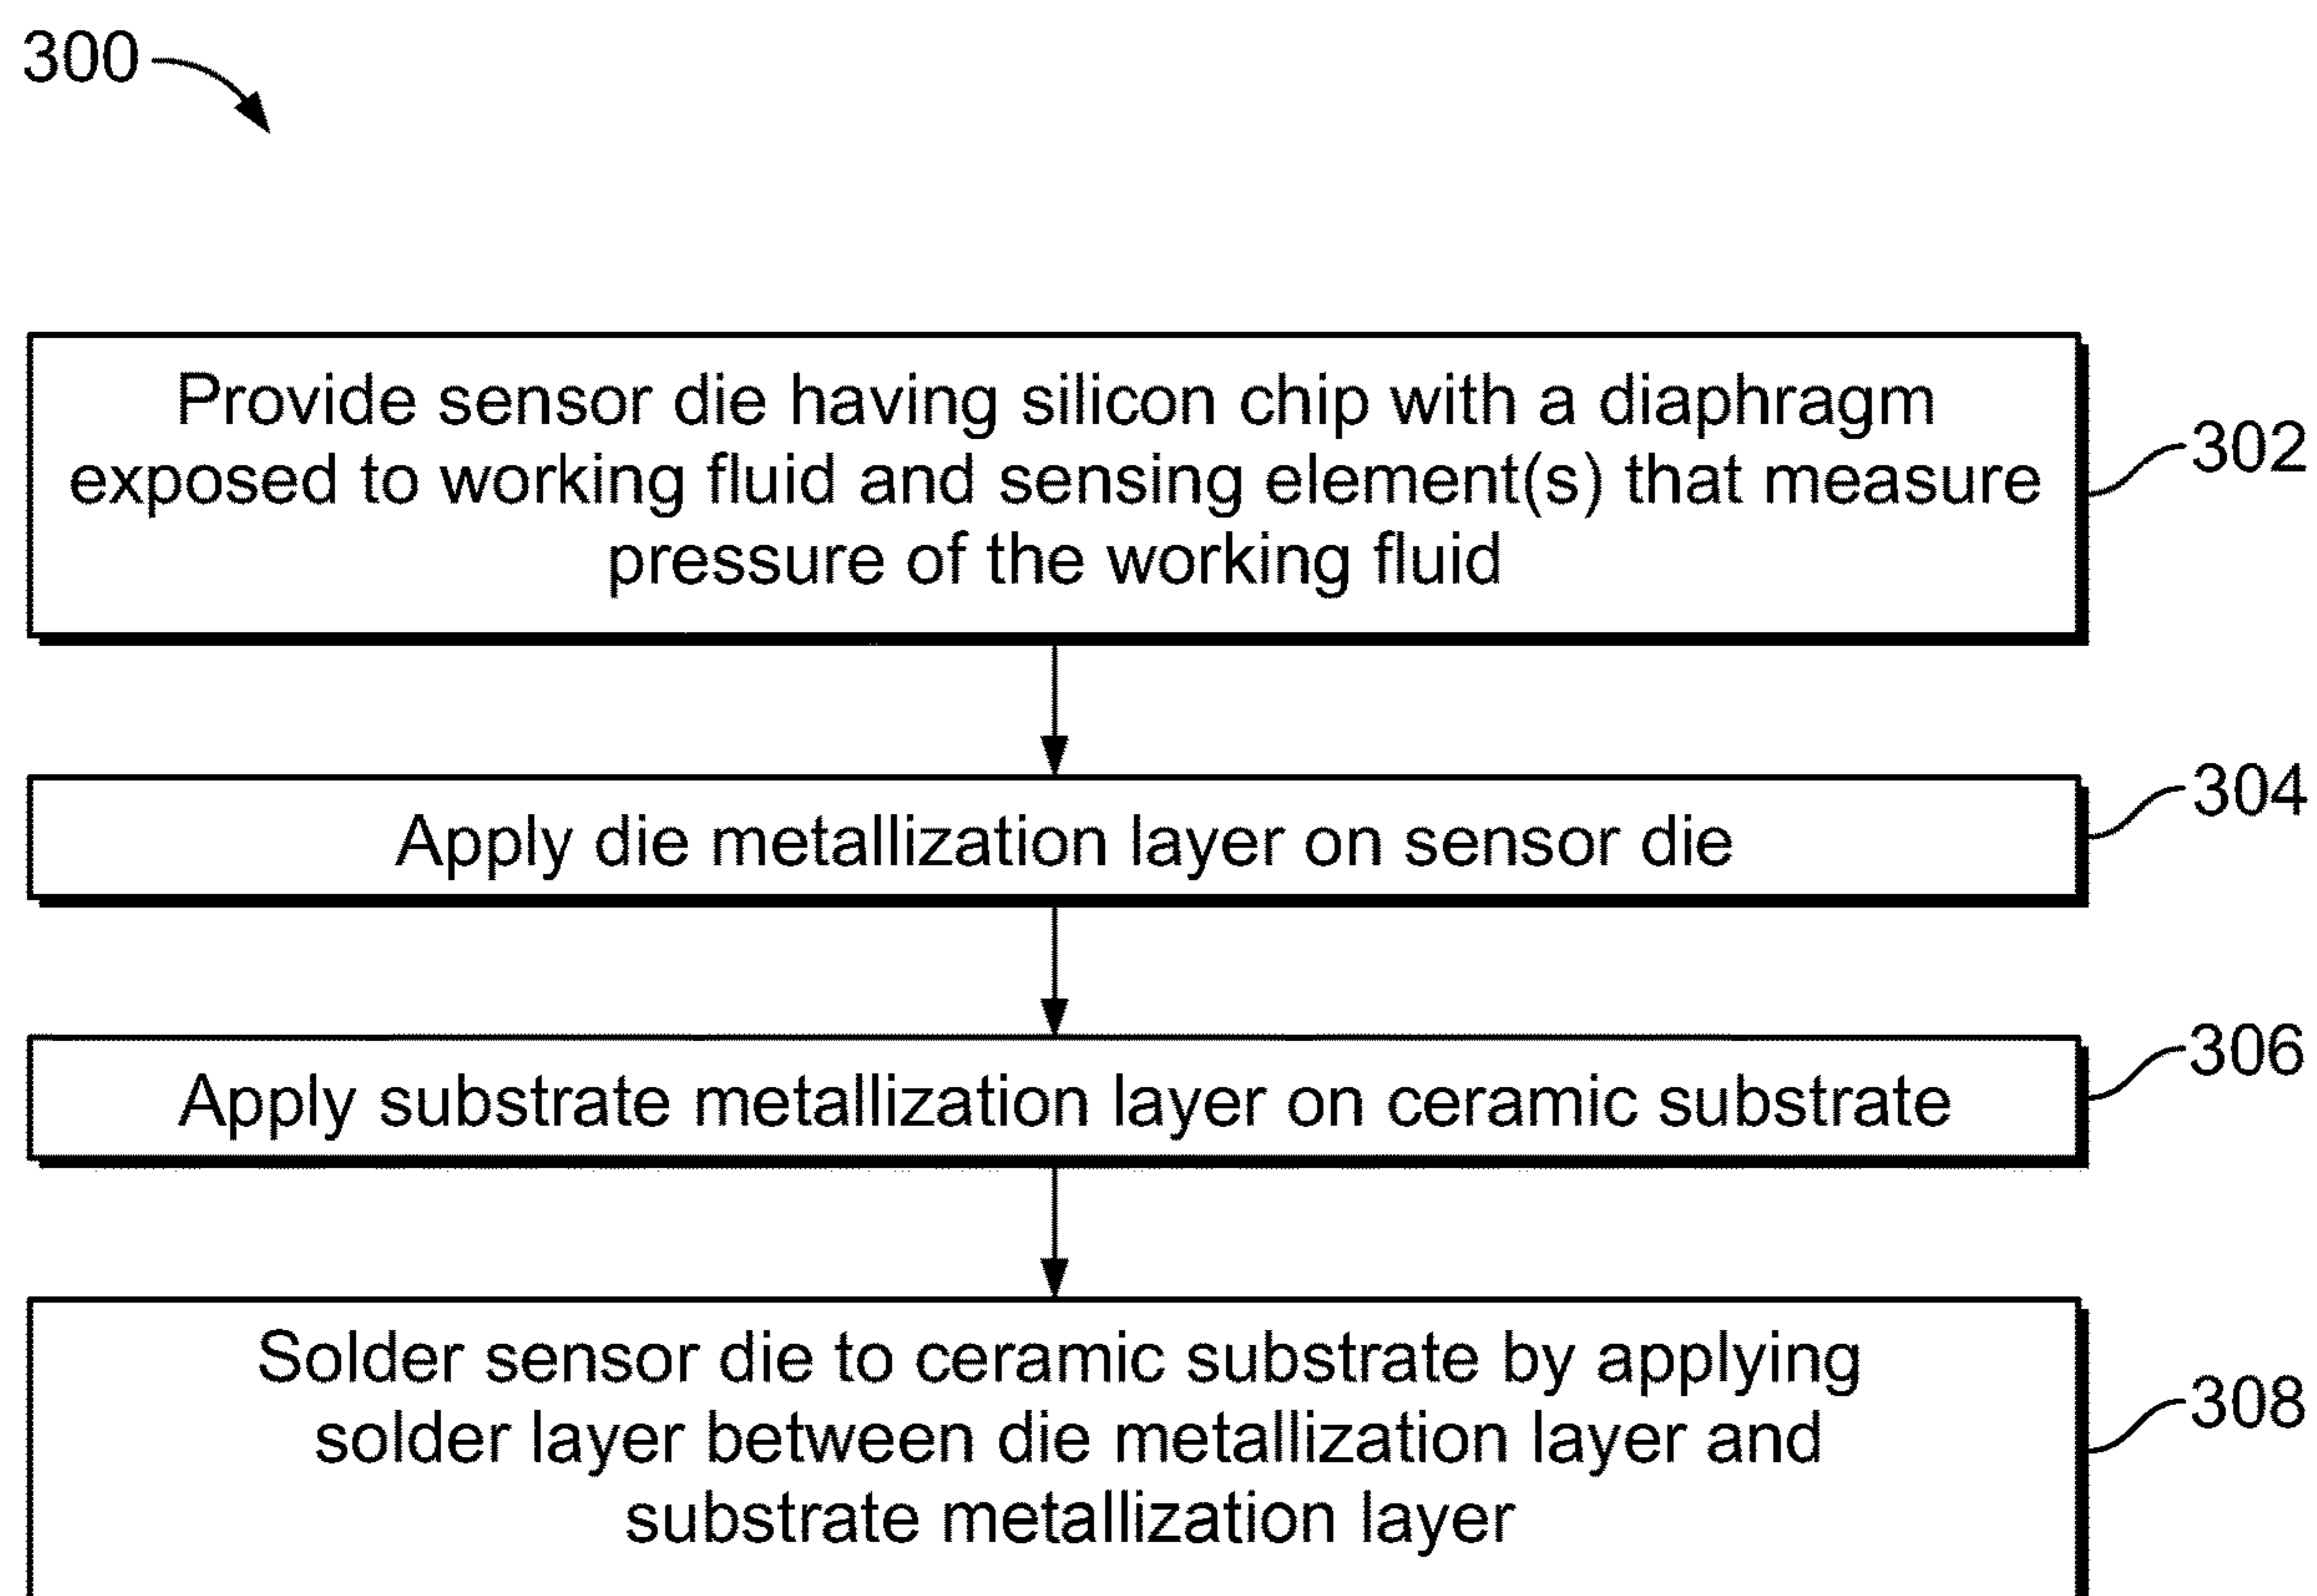 300
Provide sensor die having silicon chip with a diaphragm
exposed to working fluid and sensing element(s) that measure
pressure of the working fluid
302
Apply die metallization layer on sensor die
304
Apply substrate metallization layer on ceramic substrate
306
Solder sensor die to ceramic substrate by applying
solder layer between die metallization layer and
substrate metallization layer
308